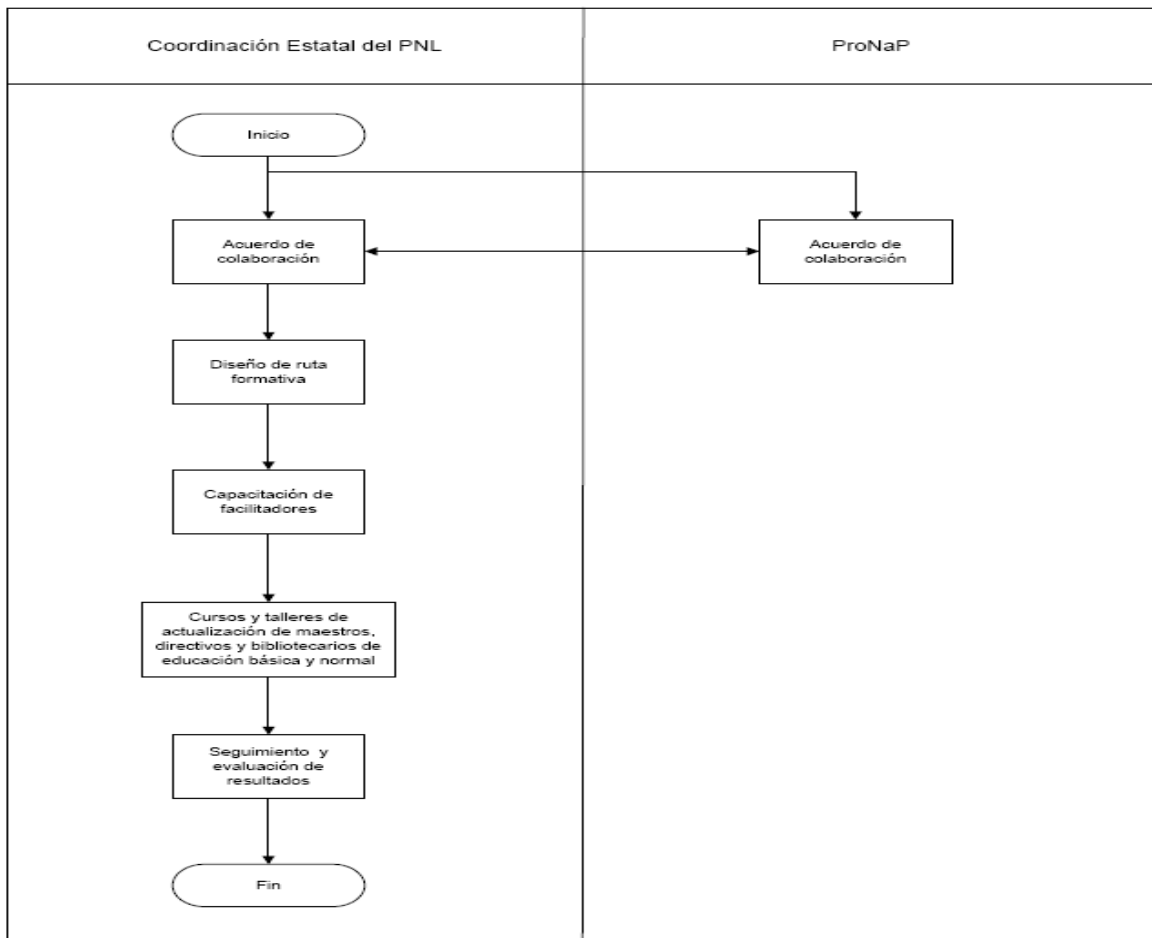 Coordinación Estatal del PNL
ProNaP
Inicio
Acuerdo de
colaboración
Acuerdo de
colaboración
Diseño de ruta
formativa
Capacitación de
facilitadores
Cursos y talleres de
actualización de maestros,
directivos y bibliotecarios de
educación básica y normal
Seguimiento y
evaluación de
resultados
Fin